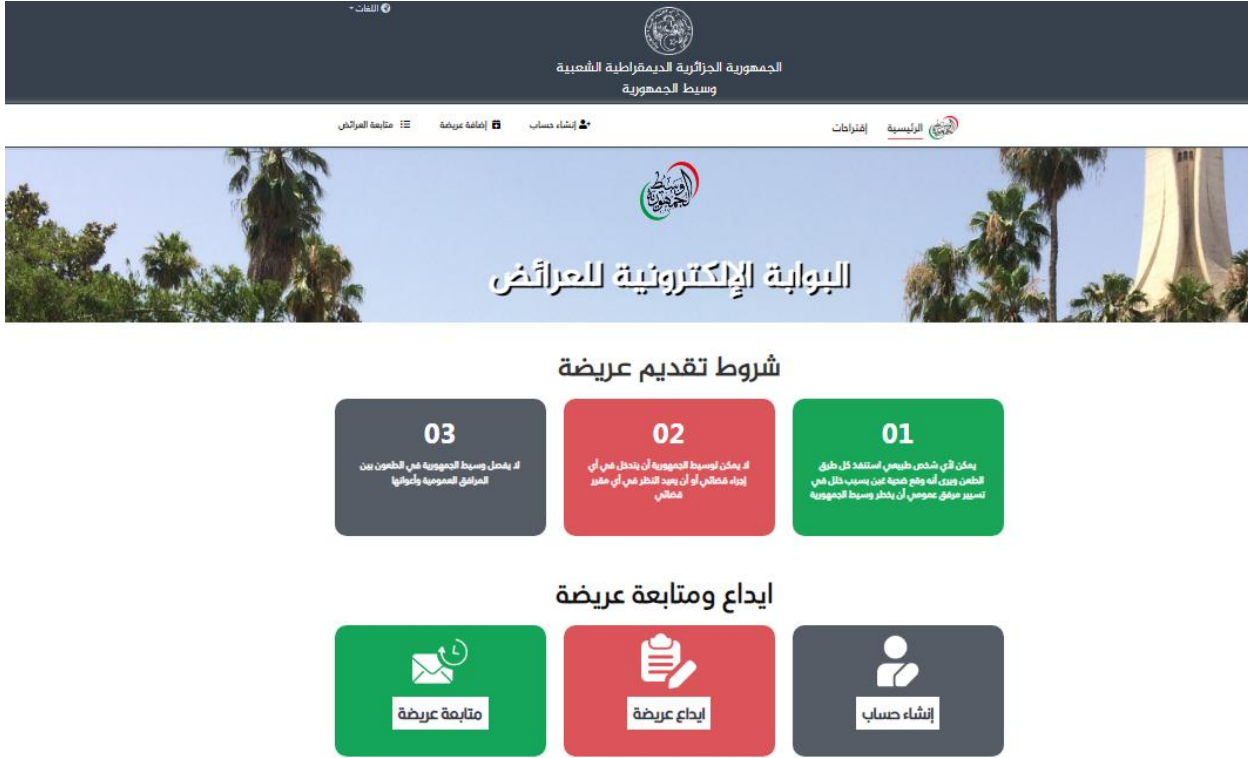 اللغات
الجمهورية الجزائرية الديمقراطية الشعبية
وسيط الجمهورية
الرئيسية
إقتراحات
إنشاء حساب
إضافة عريضة
متابعة العرائض
وسيط الجمهورية
البوابة الإلكترونية للعرائض
شروط تقديم عريضة
01
يمكن لأي شخص طبيعي استنفذ كل طرق
الطعن ويرى أنه وقع ضحية غبن بسبب خلل في
تسيير مرفق عمومي أن يخطر وسيط الجمهورية
02
لا يمكن لوسيط الجمهورية أن يتدخل في أي
إجراء قضائي أو أن يعيد النظر في أي مقرر
قضائي
03
لا يفصل وسيط الجمهورية في الطعون بين
المرافق العمومية وأعوانها
ايداع ومتابعة عريضة
إنشاء حساب
ايداع عريضة
متابعة عريضة